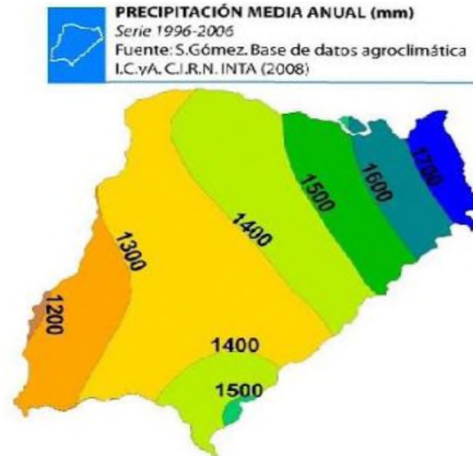 PRECIPITACIÓN MEDIA ANUAL (mm)
Serie 1996-2006
Fuente: S.Gómez. Base de datos agroclimática
I.C.yA. C.I.R.N. INTA (2008)
1700
1600
1500
1400
1300
1200
1400
1500